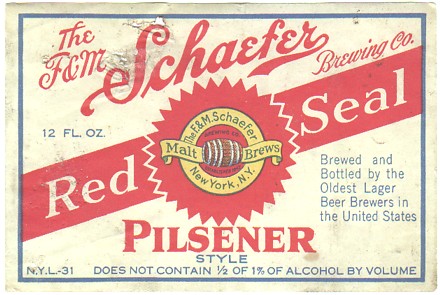 The
F&M Schaefer
Brewing Co.
12 FL. OZ.
Red Seal
The F.&M. Schaefer
BREWING CO.
Malt Brews
New York, N.Y.
Brewed and
Bottled by the
Oldest Lager
Beer Brewers in
the United States
PILSENER
STYLE
N.Y.L.-31 DOES NOT CONTAIN ½ OF 1% OF ALCOHOL BY VOLUME